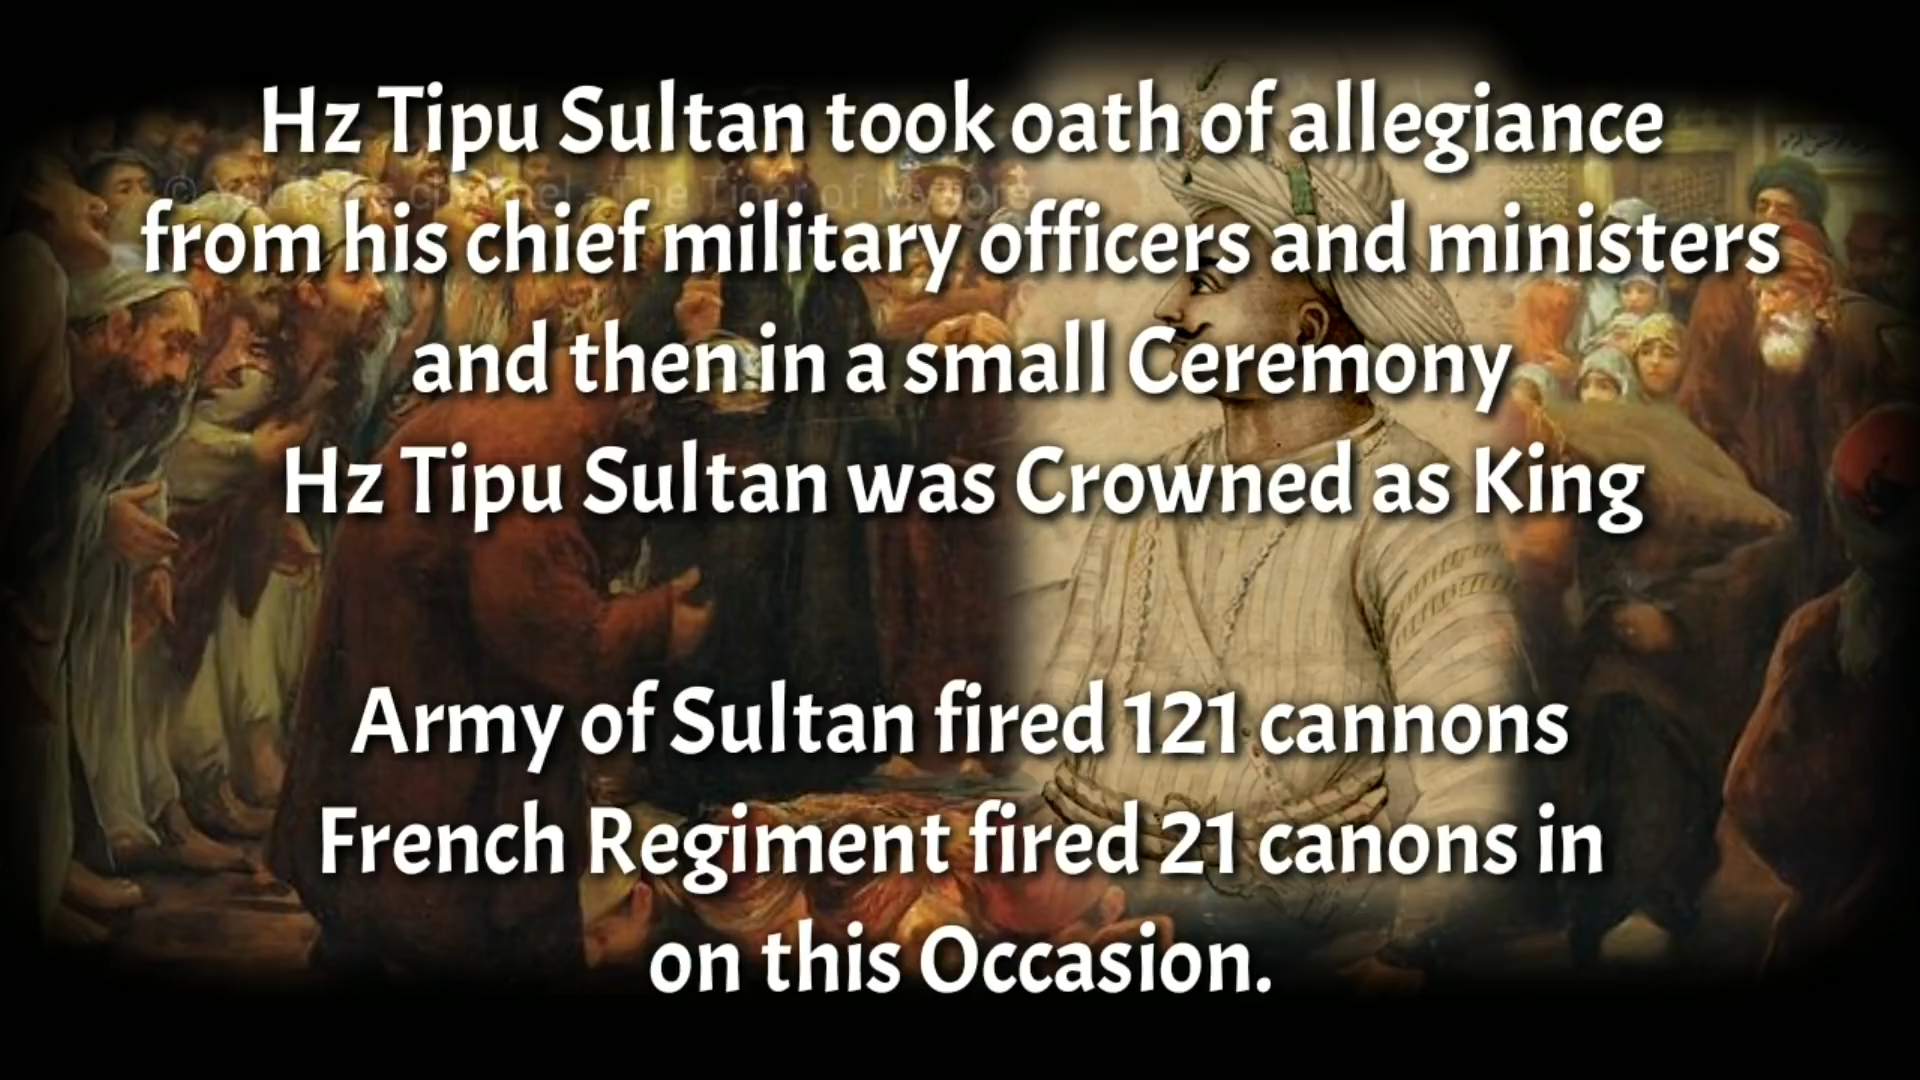 Hz Tipu Sultan took oath of allegiance
from his chief military officers and ministers
and then in a small Ceremony
Hz Tipu Sultan was Crowned as King
Army of Sultan fired 121 cannons
French Regiment fired 21 canons in
on this Occasion.